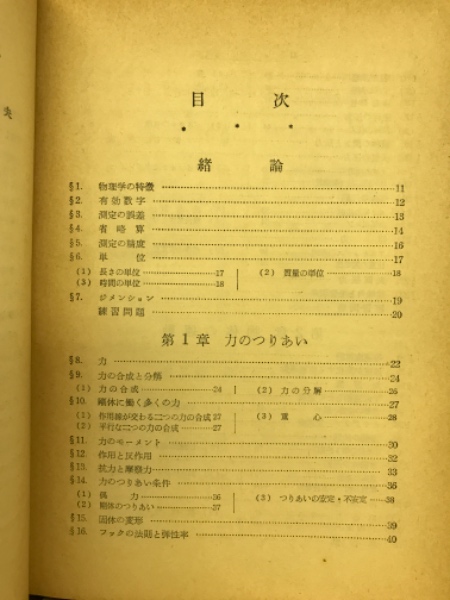 目 次
緒 論
§1. 物理学の特徴 11
§2. 有効数字 12
§3. 測定の誤差 13
§4. 省略算 14
§5. 測定の精度 16
§6. 単位 17
(1) 長さの単位 17 (2) 質量の単位 18
(3) 時間の単位 18
§7. ジメンション 19
練習問題 20
第1章 力のつりあい
§8. 力 22
§9. 力の合成と分解 24
(1) 力の合成 24 (2) 力の分解 25
§10. 剛体に働く多くの力 27
(1) 作用線が交わる二つの力の合成 27 (3) 重心 28
(2) 平行な二つの力の合成 27
§11. 力のモーメント 30
§12. 作用と反作用 32
§13. 抗力と摩擦力 33
§14. 力のつりあい条件 36
(1) 偶力 36 (3) つりあいの安定・不安定 38
(2) 剛体のつりあい 37
§15. 固体の変形 39
§16. フックの法則と弾性率 40